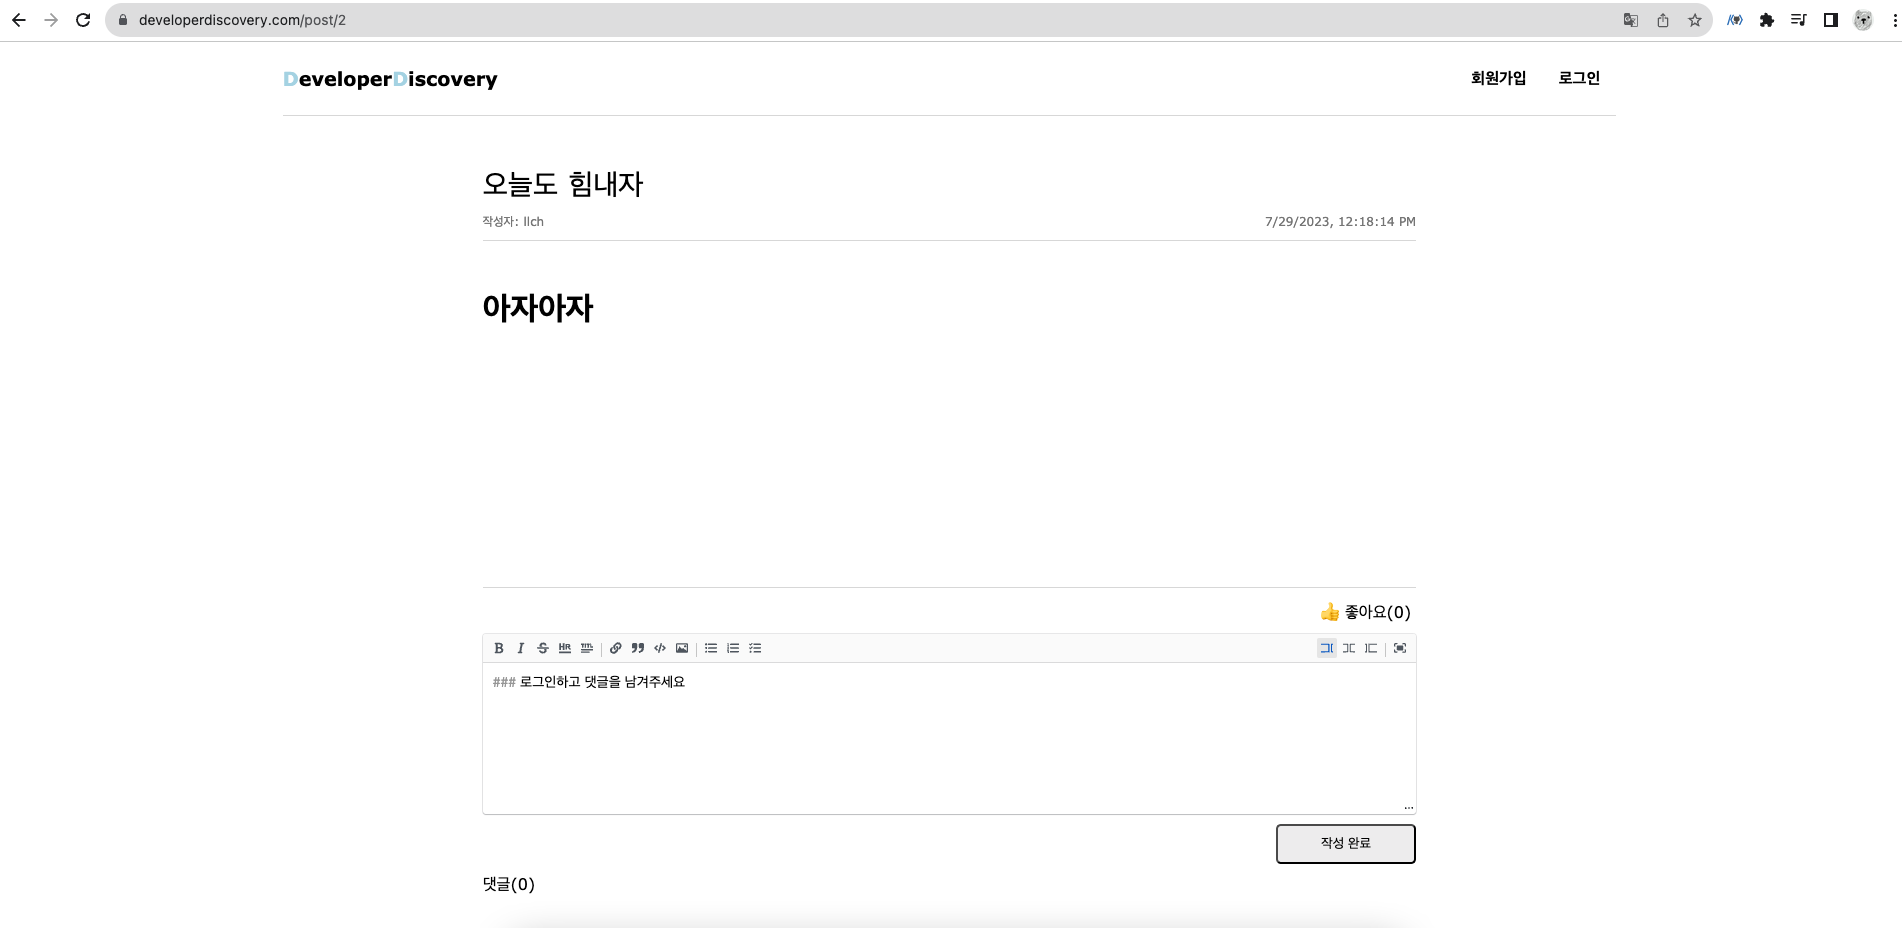 developerdiscovery.com/post/2
DeveloperDiscovery
회원가입 로그인
오늘도 힘내자
작성자: llch 7/29/2023, 12:18:14 PM
아자아자
👍 좋아요(0)
### 로그인하고 댓글을 남겨주세요
작성 완료
댓글(0)